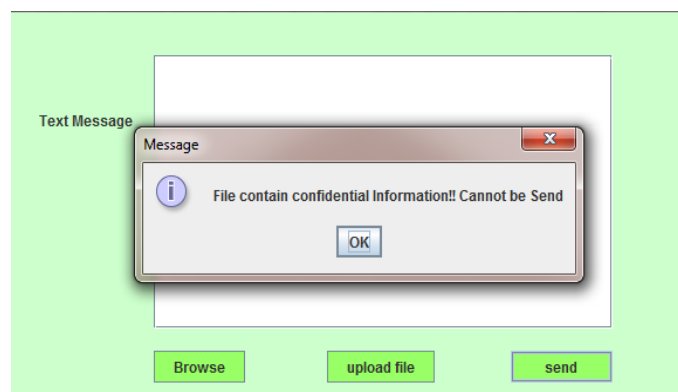 Text Message
Message
x
i
File contain confidential Information!! Cannot be Send
OK
Browse
upload file
send